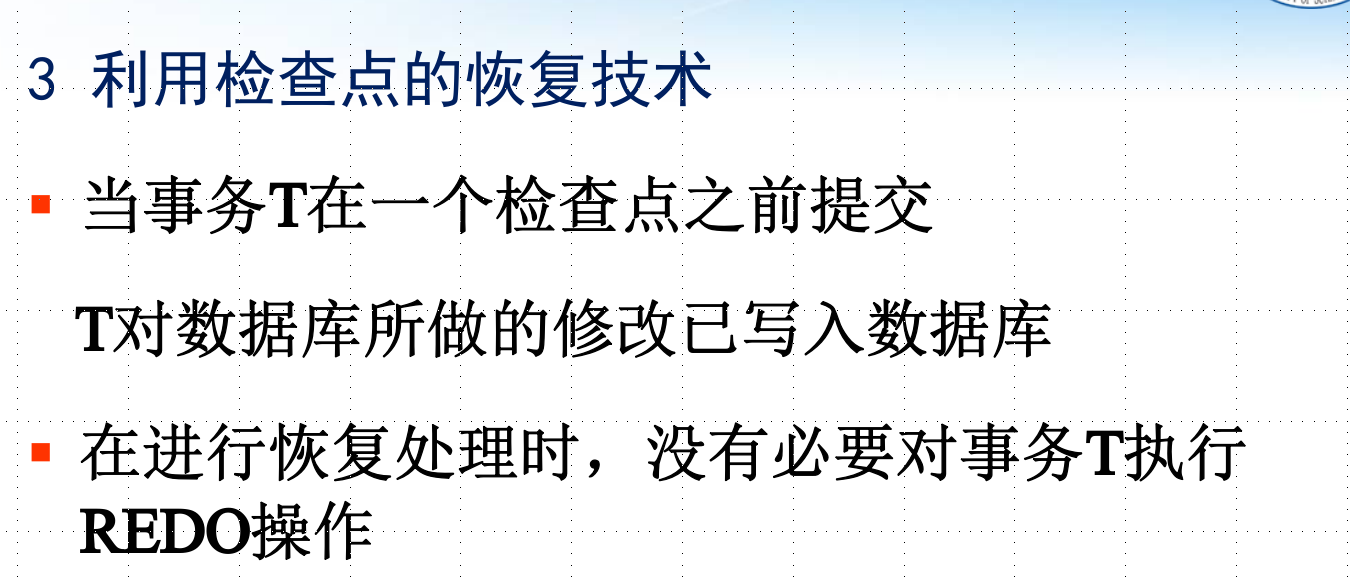 3 利用检查点的恢复技术
当事务T在一个检查点之前提交
T对数据库所做的修改已写入数据库
在进行恢复处理时，没有必要对事务T执行
REDO操作